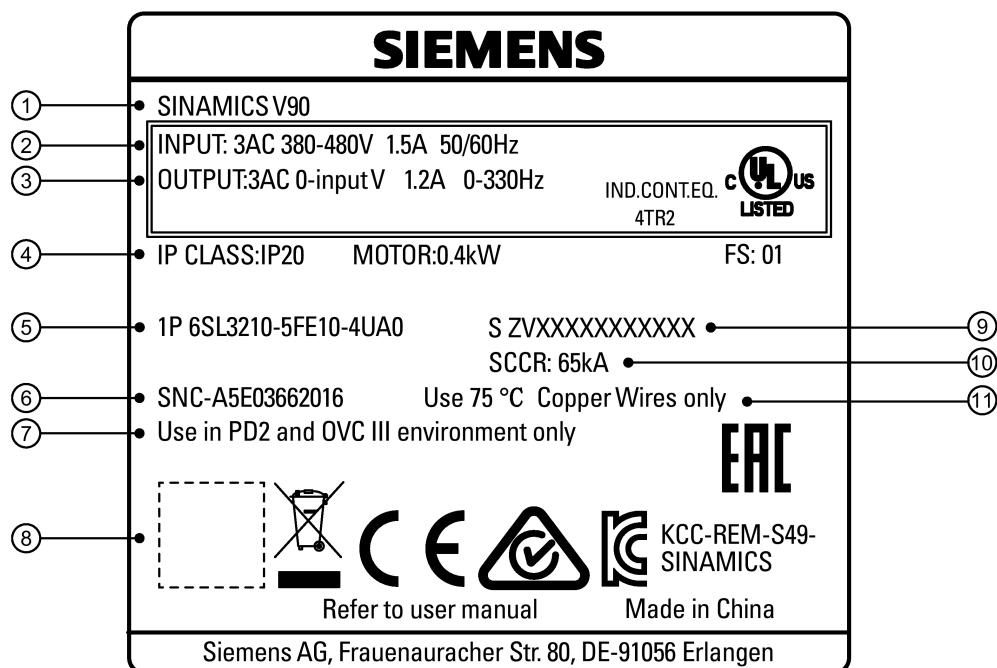 SIEMENS
① SINAMICS V90
② INPUT: 3AC 380-480V 1.5A 50/60Hz
③ OUTPUT:3AC 0-input V 1.2A 0-330Hz
IND.CONT.EQ.
4TR2
C UL US
LISTED
④ IP CLASS:IP20 MOTOR:0.4kW FS: 01
⑤ 1P 6SL3210-5FE10-4UA0 S ZVXXXXXXXXXXX ⑨
SCCR: 65kA ⑩
⑥ SNC-A5E03662016 Use 75 °C Copper Wires only ⑪
⑦ Use in PD2 and OVC III environment only
EAC
⑧
CE
KCC-REM-S49-
SINAMICS
Refer to user manual Made in China
Siemens AG, Frauenauracher Str. 80, DE-91056 Erlangen